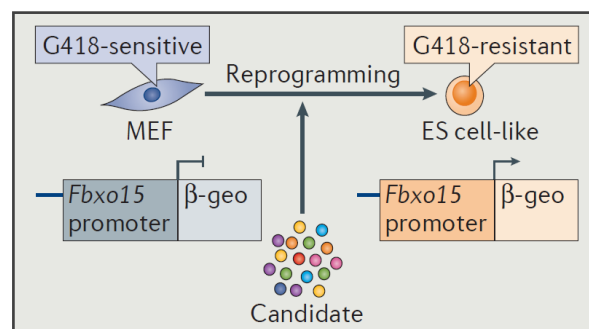 G418-sensitive
G418-resistant
Reprogramming
MEF
ES cell-like
Fbxo15
promoter
β-geo
Fbxo15
promoter
β-geo
Candidate